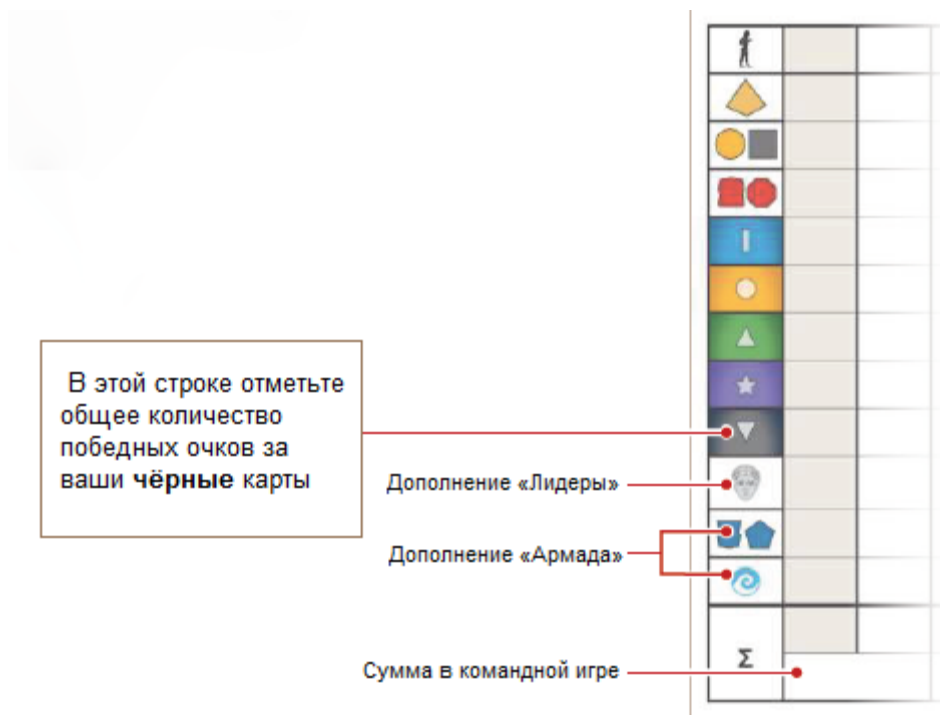 В этой строке отметьте
общее количество
победных очков за
ваши чёрные карты
Дополнение «Лидеры»
Дополнение «Армада»
Сумма в командной игре
Σ